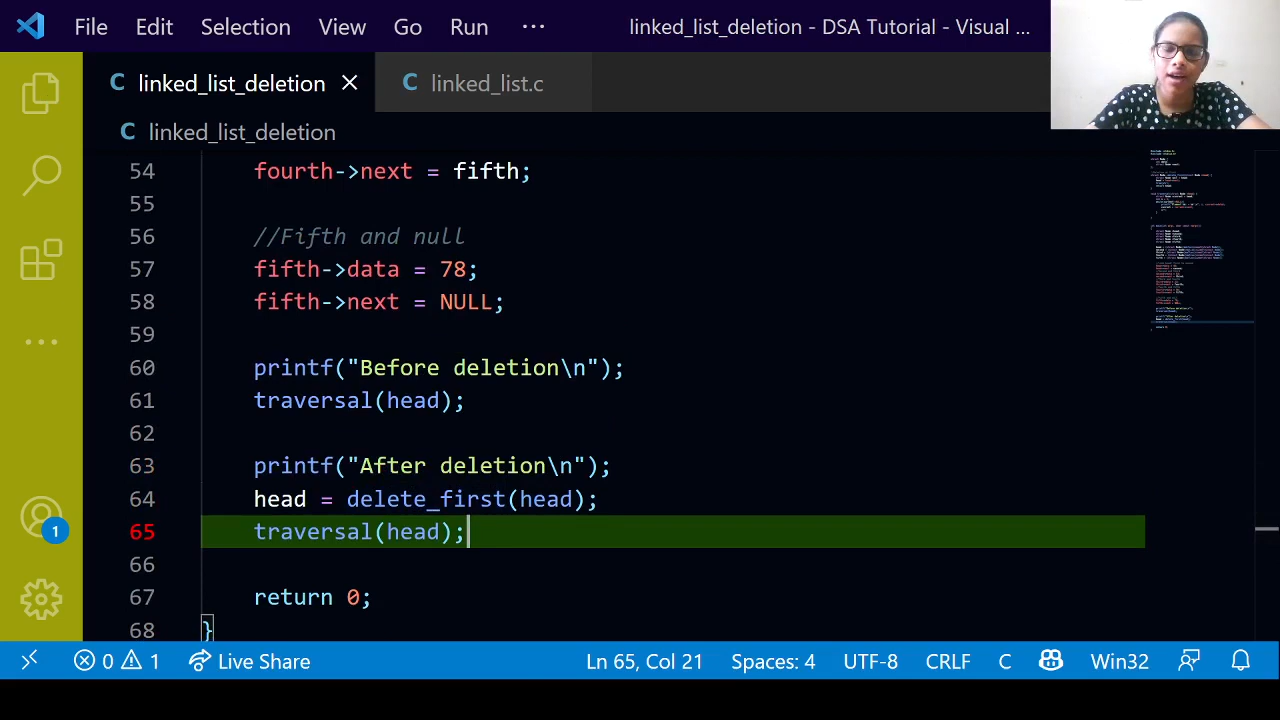 File Edit Selection View Go Run ··· linked_list_deletion - DSA Tutorial - Visual ...
C linked_list_deletion × C linked_list.c
C linked_list_deletion
54 fourth->next = fifth;
55
56 //Fifth and null
57 fifth->data = 78;
58 fifth->next = NULL;
59
60 printf("Before deletion\n");
61 traversal(head);
62
63 printf("After deletion\n");
64 head = delete_first(head);
65 traversal(head);
66
67 return 0;
68 }
1
0 1 Live Share Ln 65, Col 21 Spaces: 4 UTF-8 CRLF C Win32